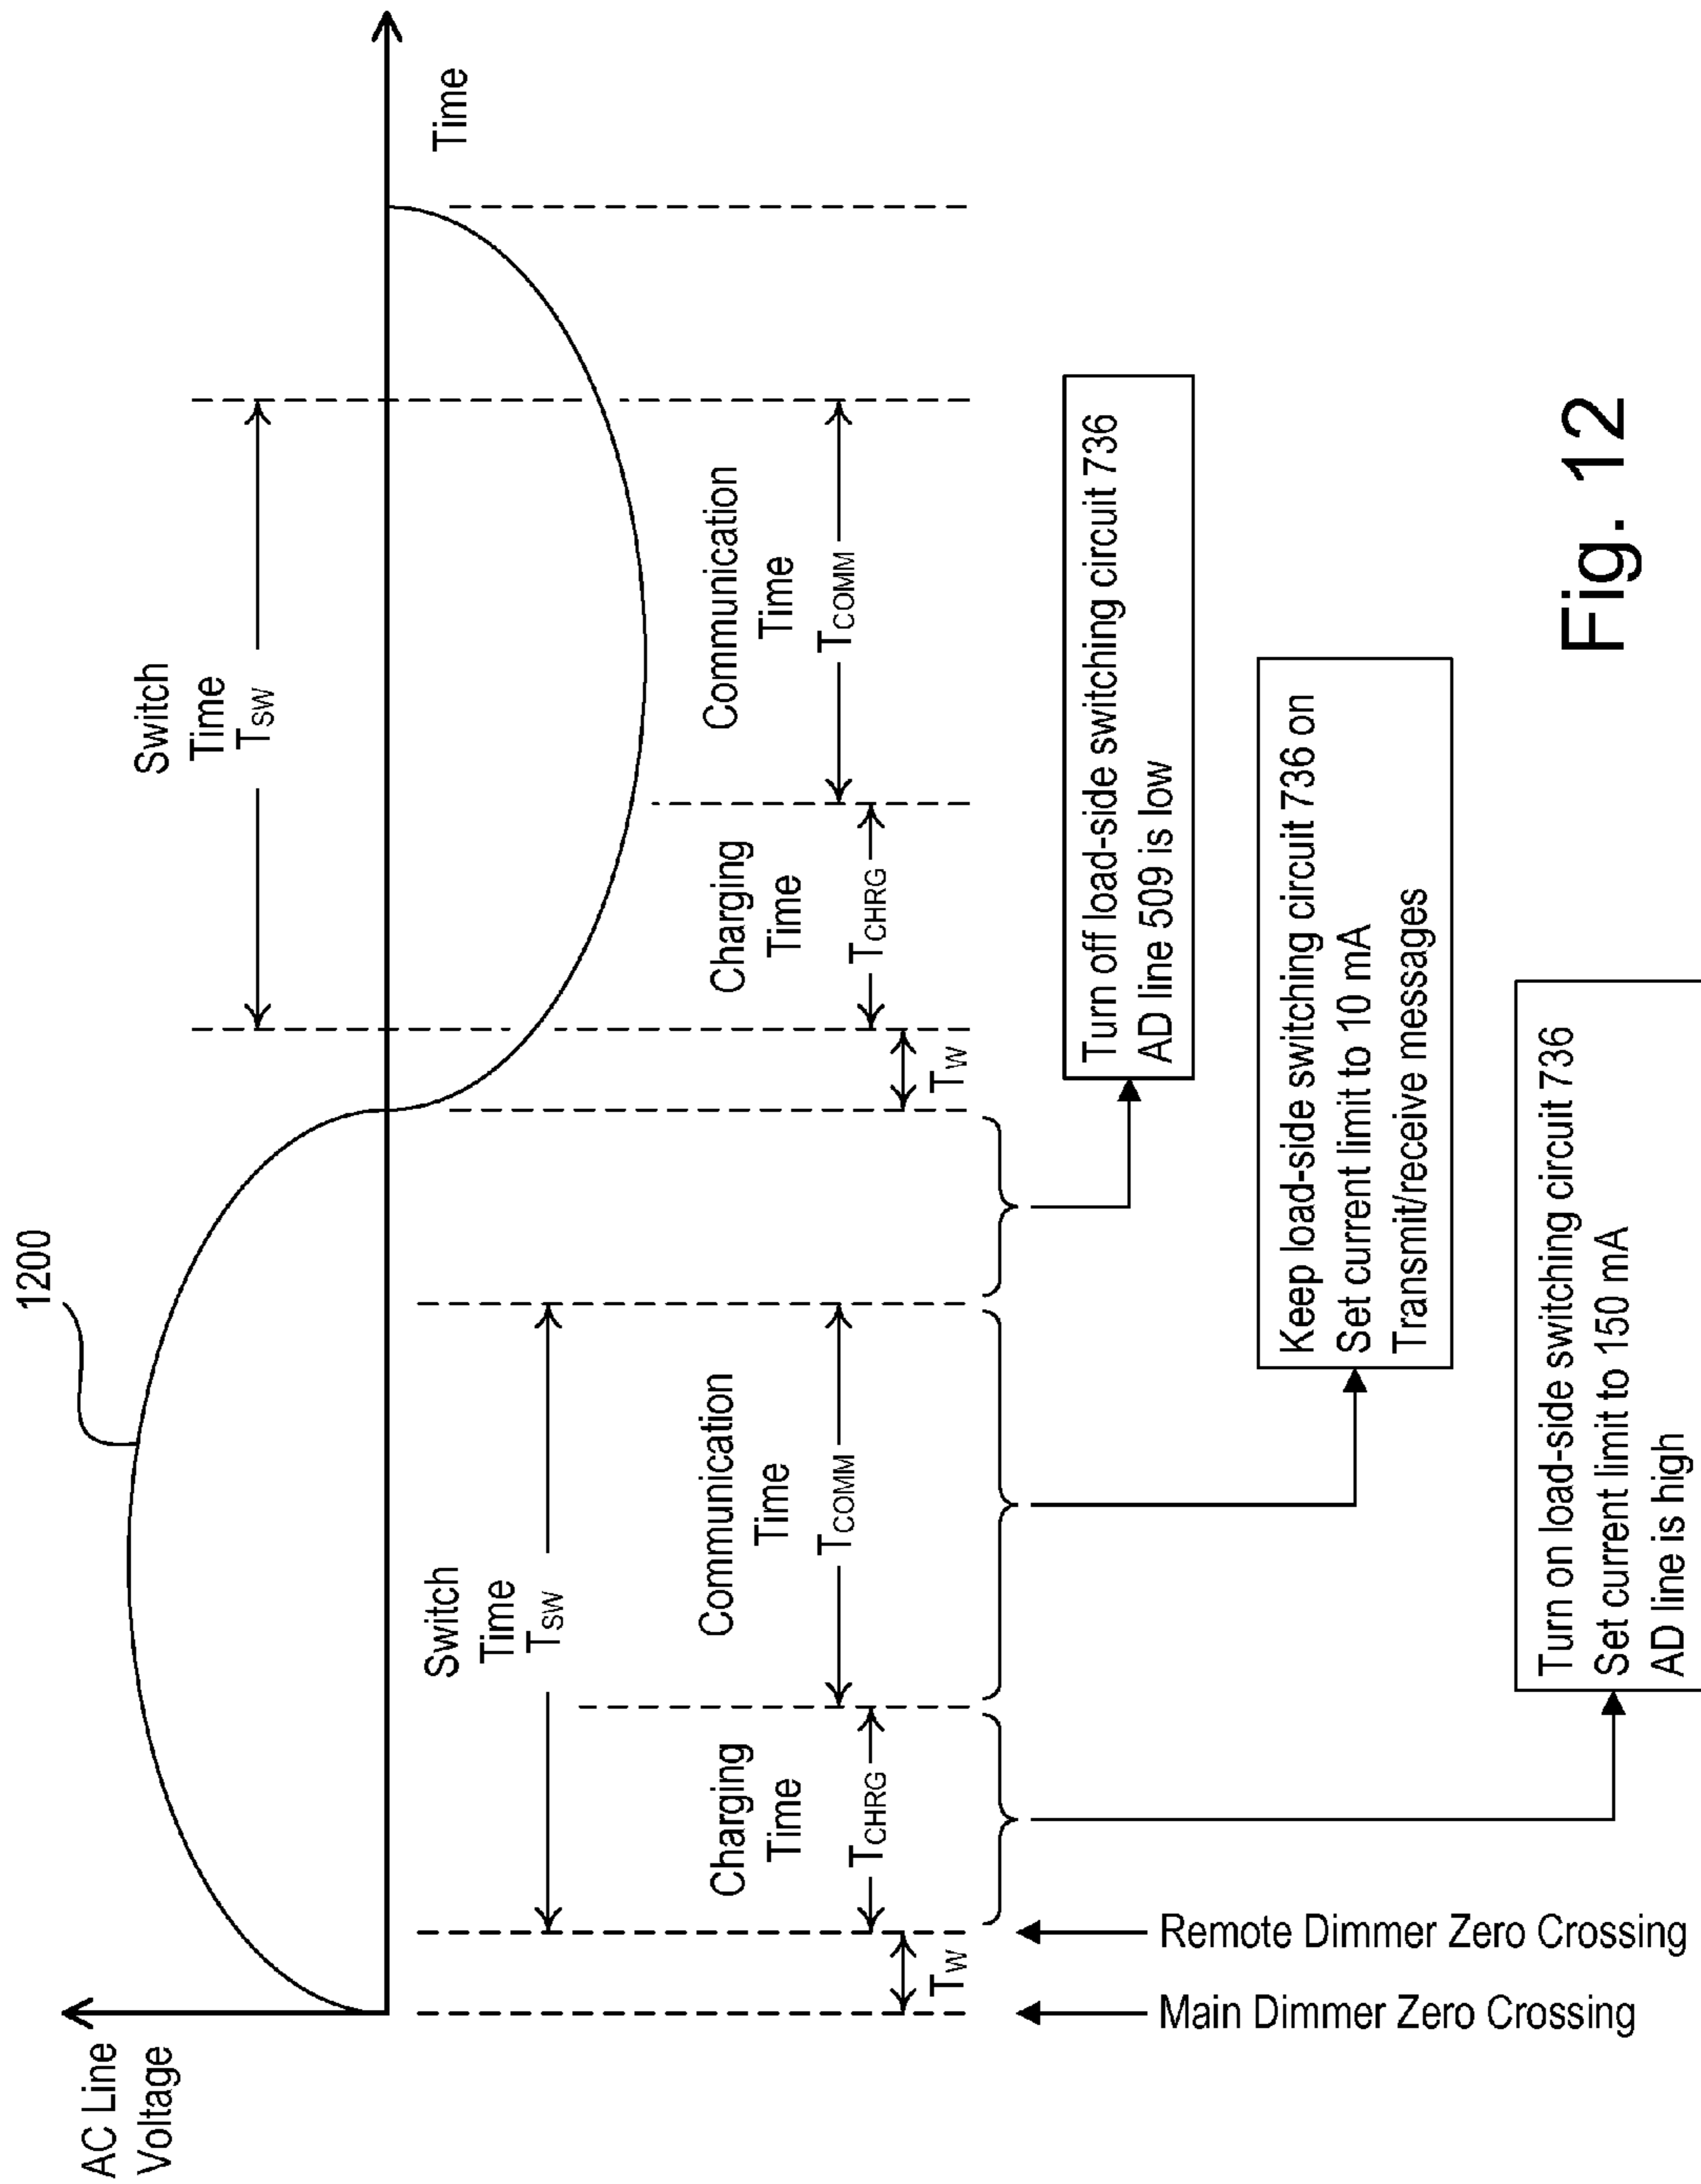 AC Line
Voltage
1200
Time
Switch
Time
TSW
Switch
Time
TSW
Charging
Time
TCHRG
Communication
Time
TCOMM
Charging
Time
TCHRG
Communication
Time
TCOMM
TW
TW
Remote Dimmer Zero Crossing
Main Dimmer Zero Crossing
Turn off load-side switching circuit 736
AD line 509 is low
Keep load-side switching circuit 736 on
Set current limit to 10 mA
Transmit/receive messages
Turn on load-side switching circuit 736
Set current limit to 150 mA
AD line is high
Fig. 12